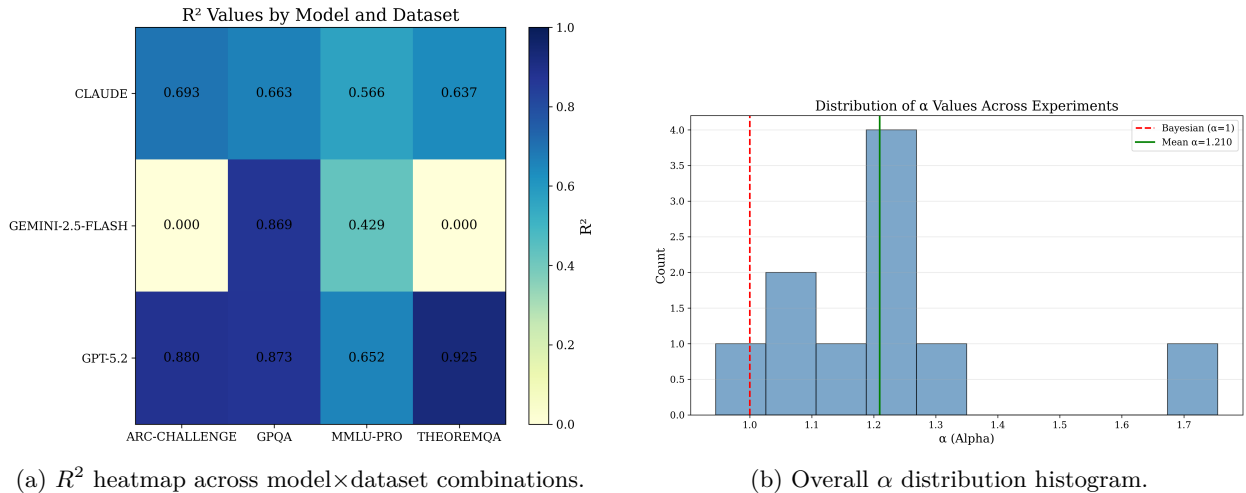 R² Values by Model and Dataset
CLAUDE
0.693 0.663 0.566 0.637
GEMINI-2.5-FLASH
0.000 0.869 0.429 0.000
GPT-5.2
0.880 0.873 0.652 0.925
ARC-CHALLENGE GPQA MMLU-PRO THEOREMQA
1.0
0.8
0.6
0.4
0.2
0.0
R²
(a) R² heatmap across model×dataset combinations.
Distribution of α Values Across Experiments
Bayesian (α=1)
Mean α=1.210
4.0
3.5
3.0
2.5
2.0
1.5
1.0
0.5
0.0
Count
1.0 1.1 1.2 1.3 1.4 1.5 1.6 1.7
α (Alpha)
(b) Overall α distribution histogram.